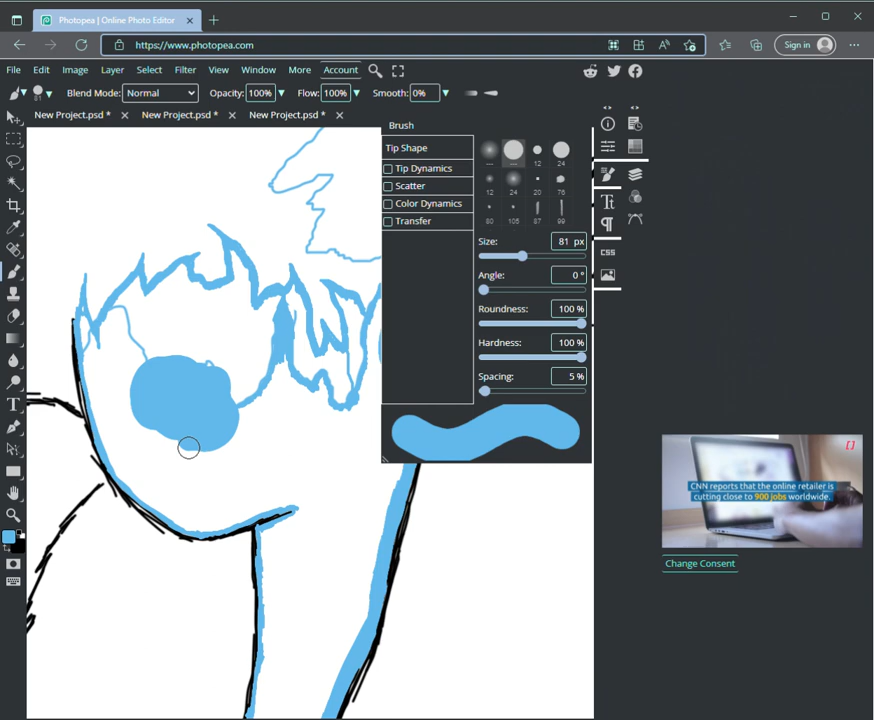 Photopea | Online Photo Editor
https://www.photopea.com
Sign in
File Edit Image Layer Select Filter View Window More Account
81 Blend Mode: Normal Opacity: 100% Flow: 100% Smooth: 0%
New Project.psd * New Project.psd * New Project.psd *
Brush
Tip Shape
Tip Dynamics
Scatter
Color Dynamics
Transfer
--- --- 12 24
12 24 20 76
80 105 87 99
Size: 81 px
Angle: 0 °
Roundness: 100 %
Hardness: 100 %
Spacing: 5 %
CSS
CNN reports that the online retailer is
cutting close to 900 jobs worldwide.
Change Consent